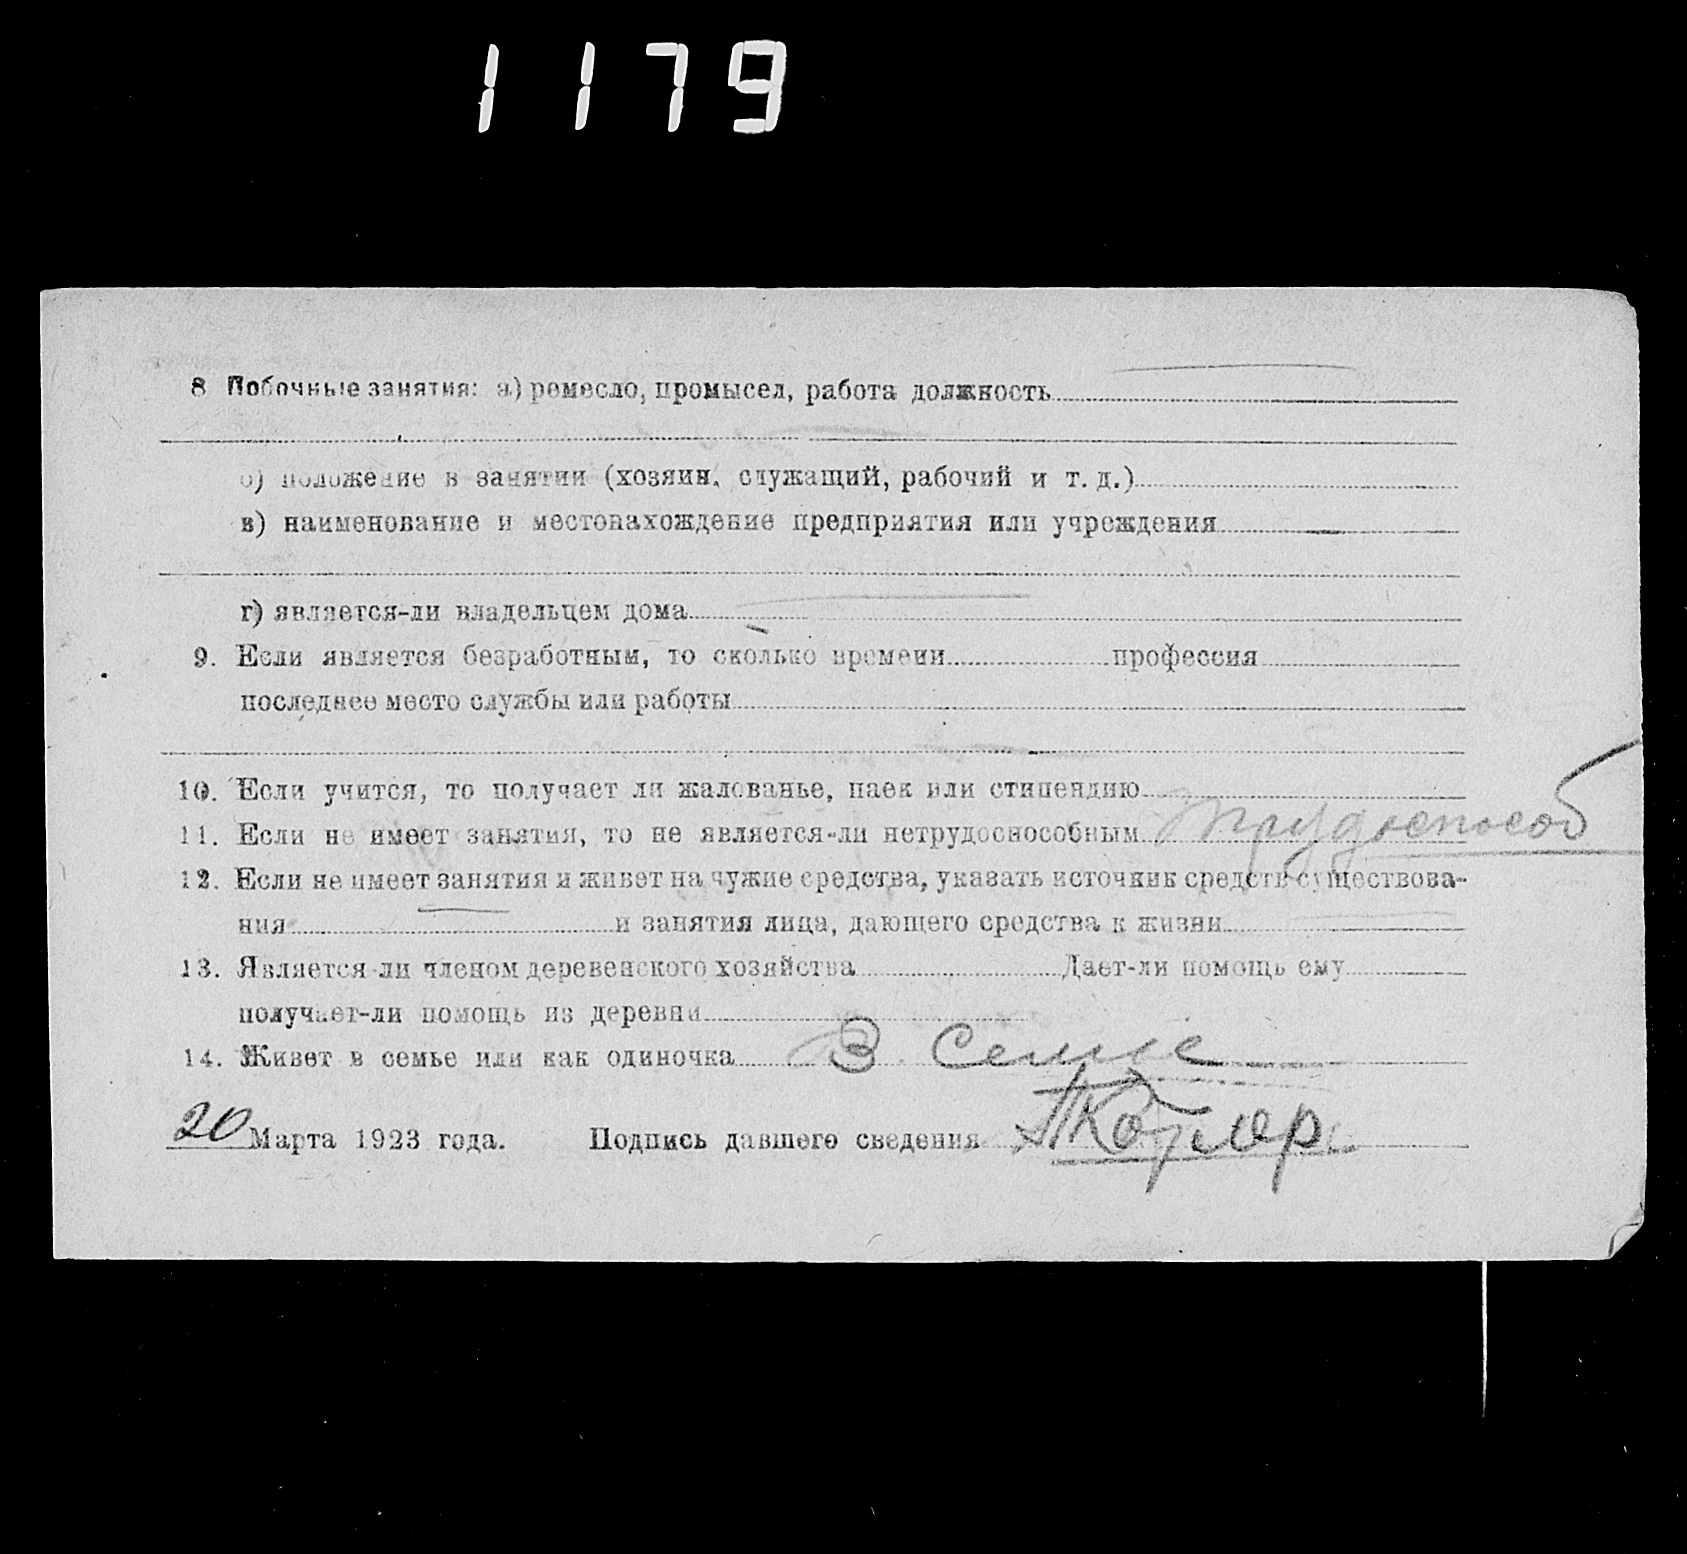 1179
8 Побочные занятия: а) ремесло, промысел, работа должность
б) положение в занятии (хозяин, служащий, рабочий и т. д.)
в) наименование и местонахождение предприятия или учреждения
г) является-ли владельцем дома
9. Если является безработным, то сколько времени профессия
последнее место службы или работы
10. Если учится, то получает ли жалованье, паек или стипендию
11. Если не имеет занятия, то не является-ли нетрудоспособным трудоспособ
12. Если не имеет занятия и живет на чужие средства, указать источник средств существова-
ния и занятия лица, дающего средства к жизни
13. Является-ли членом деревенского хозяйства Дает-ли помощь ему
получает-ли помощь из деревни
14. Живет в семье или как одиночка В семье
20 Марта 1923 года. Подпись давшего сведения